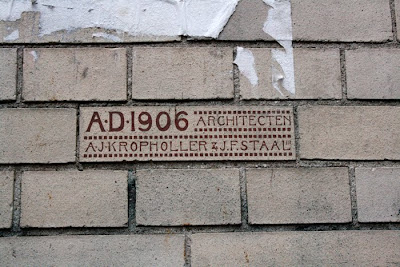 A.D.1906 ARCHITECTEN
A.J.KROPHOLLER & J.F.STAAL